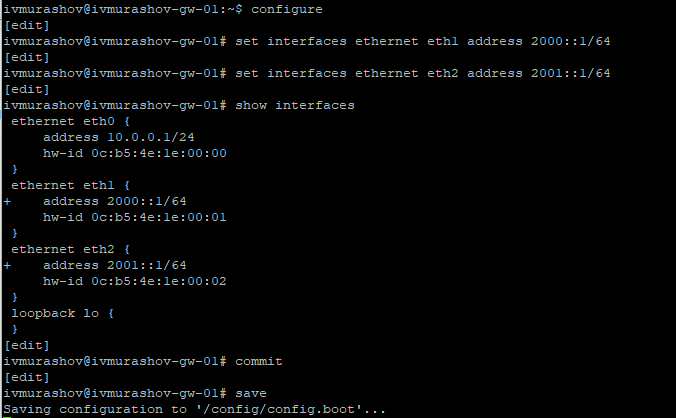 ivmurashov@ivmurashov-gw-01:~$ configure
[edit]
ivmurashov@ivmurashov-gw-01# set interfaces ethernet eth1 address 2000::1/64
[edit]
ivmurashov@ivmurashov-gw-01# set interfaces ethernet eth2 address 2001::1/64
[edit]
ivmurashov@ivmurashov-gw-01# show interfaces
 ethernet eth0 {
     address 10.0.0.1/24
     hw-id 0c:b5:4e:1e:00:00
 }
 ethernet eth1 {
+    address 2000::1/64
     hw-id 0c:b5:4e:1e:00:01
 }
 ethernet eth2 {
+    address 2001::1/64
     hw-id 0c:b5:4e:1e:00:02
 }
 loopback lo {
 }
[edit]
ivmurashov@ivmurashov-gw-01# commit
[edit]
ivmurashov@ivmurashov-gw-01# save
Saving configuration to '/config/config.boot'...